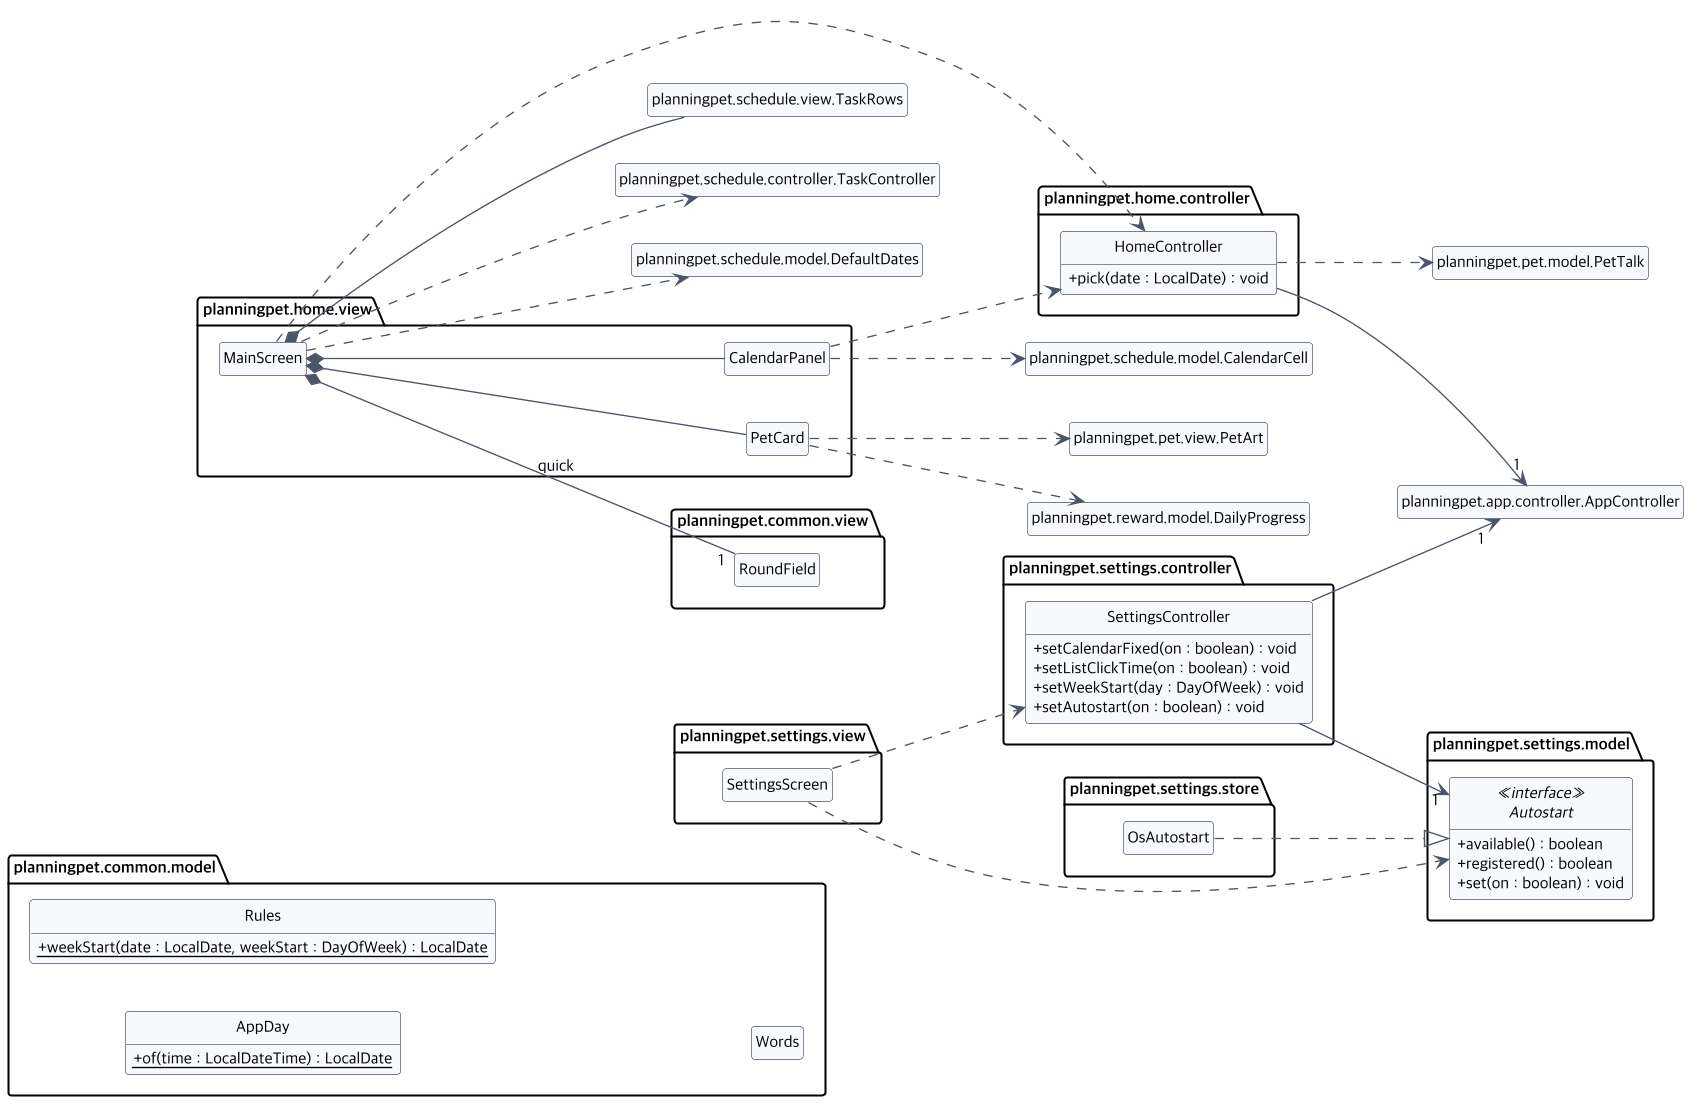 planningpet.schedule.view.TaskRows
planningpet.schedule.controller.TaskController
planningpet.home.controller
HomeController
+pick(date : LocalDate) : void
planningpet.schedule.model.DefaultDates
planningpet.pet.model.PetTalk
planningpet.home.view
MainScreen
CalendarPanel
planningpet.schedule.model.CalendarCell
PetCard
planningpet.pet.view.PetArt
quick
1
planningpet.app.controller.AppController
planningpet.common.view
planningpet.reward.model.DailyProgress
1
1
RoundField
planningpet.settings.controller
SettingsController
+setCalendarFixed(on : boolean) : void
+setListClickTime(on : boolean) : void
+setWeekStart(day : DayOfWeek) : void
+setAutostart(on : boolean) : void
planningpet.settings.view
SettingsScreen
planningpet.settings.model
1
≪interface≫
Autostart
+available() : boolean
+registered() : boolean
+set(on : boolean) : void
planningpet.settings.store
OsAutostart
planningpet.common.model
Rules
+weekStart(date : LocalDate, weekStart : DayOfWeek) : LocalDate
AppDay
+of(time : LocalDateTime) : LocalDate
Words